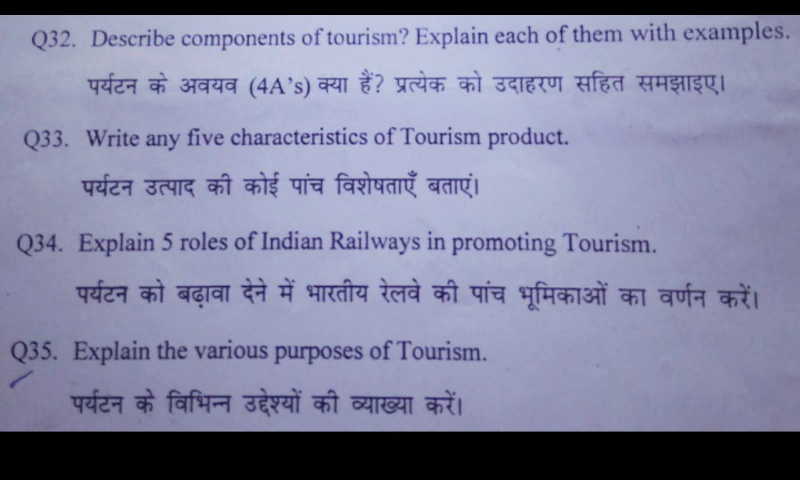 Q32. Describe components of tourism? Explain each of them with examples.
पर्यटन के अवयव (4A's) क्या हैं? प्रत्येक को उदाहरण सहित समझाइए।
Q33. Write any five characteristics of Tourism product.
पर्यटन उत्पाद की कोई पांच विशेषताएँ बताएं।
Q34. Explain 5 roles of Indian Railways in promoting Tourism.
पर्यटन को बढ़ावा देने में भारतीय रेलवे की पांच भूमिकाओं का वर्णन करें।
Q35. Explain the various purposes of Tourism.
पर्यटन के विभिन्न उद्देश्यों की व्याख्या करें।